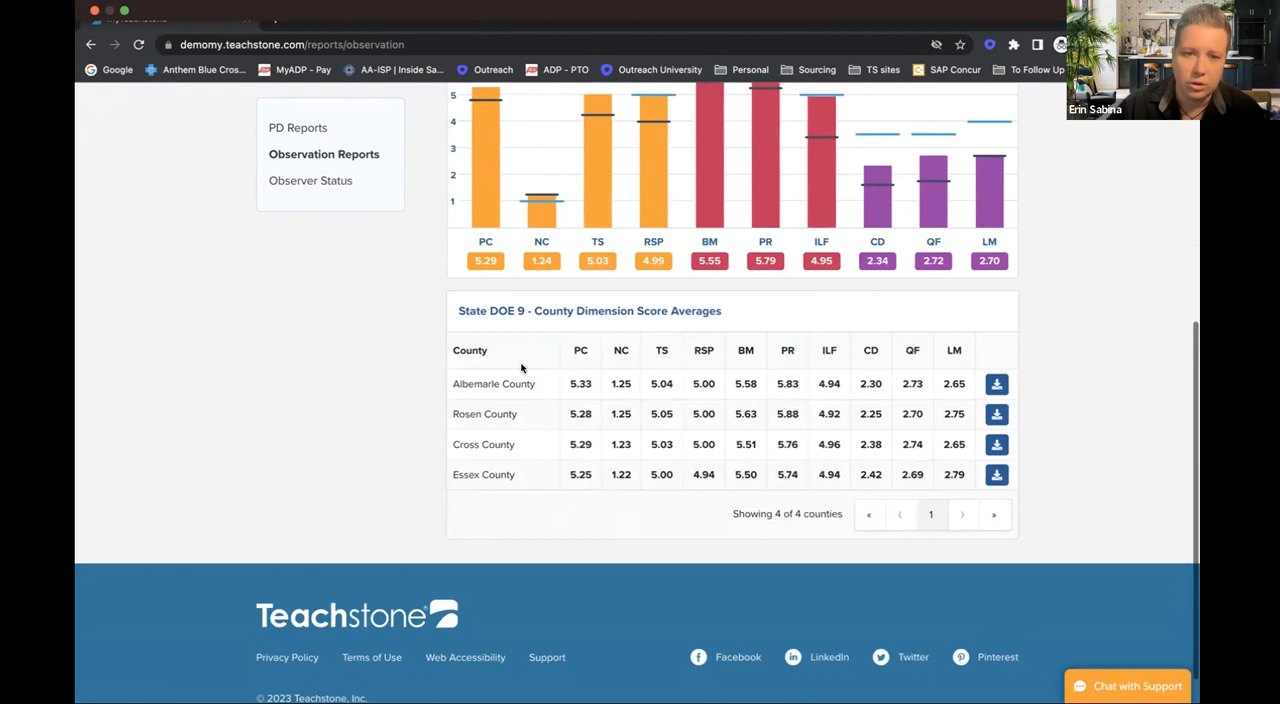 demomy.teachstone.com/reports/observation
Google
Anthem Blue Cros...
MyADP - Pay
AA-ISP | Inside Sa...
Outreach
ADP - PTO
Outreach University
Personal
Sourcing
TS sites
SAP Concur
To Follow Up
Erin Sabina
PD Reports
Observation Reports
Observer Status
5
4
3
2
1
PC NC TS RSP BM PR ILF CD QF LM
5.29 1.24 5.03 4.99 5.55 5.79 4.95 2.34 2.72 2.70
State DOE 9 - County Dimension Score Averages
County PC NC TS RSP BM PR ILF CD QF LM
Albemarle County 5.33 1.25 5.04 5.00 5.58 5.83 4.94 2.30 2.73 2.65
Rosen County 5.28 1.25 5.05 5.00 5.63 5.88 4.92 2.25 2.70 2.75
Cross County 5.29 1.23 5.03 5.00 5.51 5.76 4.96 2.38 2.74 2.65
Essex County 5.25 1.22 5.00 4.94 5.50 5.74 4.94 2.42 2.69 2.79
Showing 4 of 4 counties « ‹ 1 › »
Teachstone
Privacy Policy Terms of Use Web Accessibility Support
Facebook LinkedIn Twitter Pinterest
Chat with Support
© 2023 Teachstone, Inc.